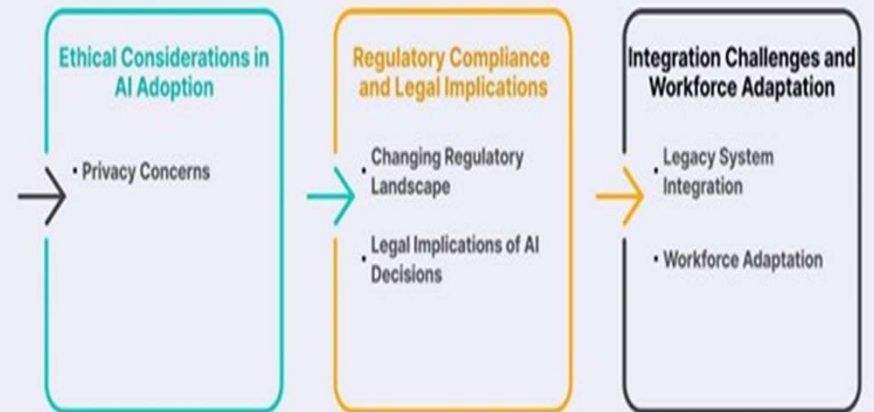 Ethical Considerations in
AI Adoption
• Privacy Concerns
Regulatory Compliance
and Legal Implications
• Changing Regulatory
Landscape
• Legal Implications of AI
Decisions
Integration Challenges and
Workforce Adaptation
• Legacy System
Integration
• Workforce Adaptation